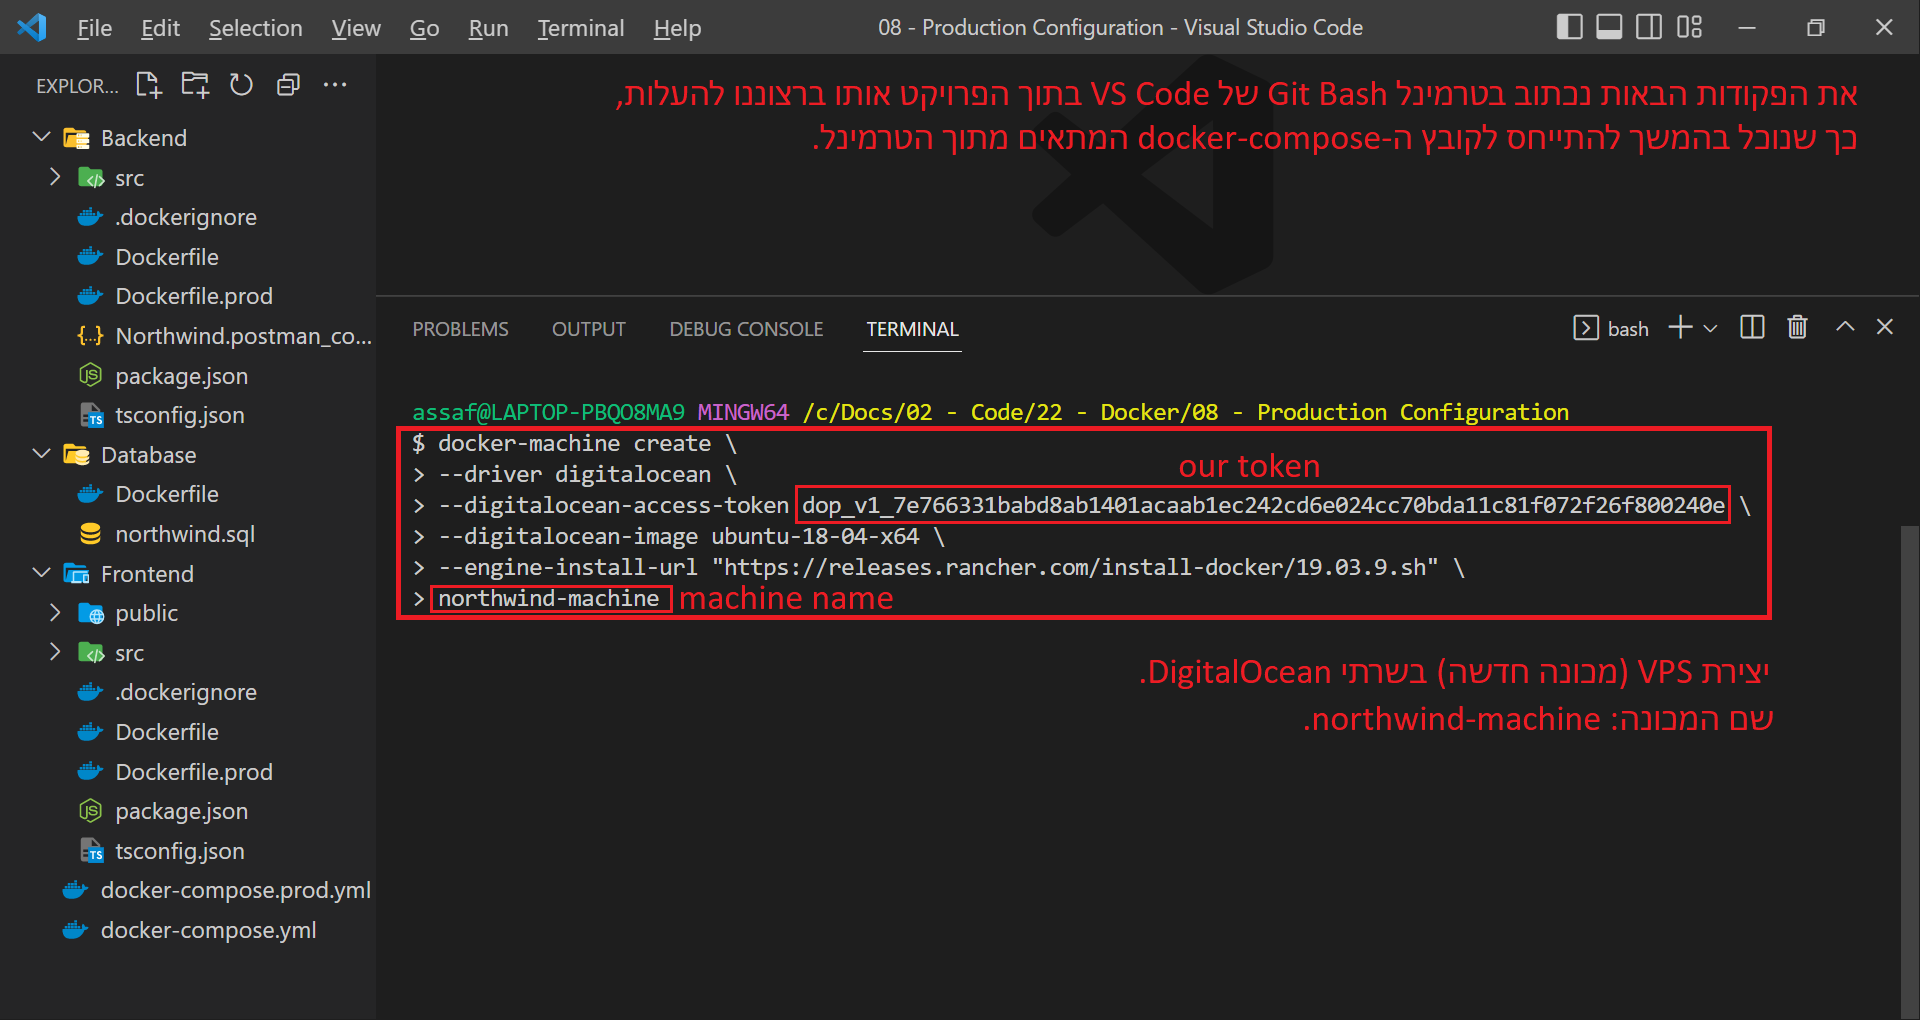 File Edit Selection View Go Run Terminal Help
08 - Production Configuration - Visual Studio Code
EXPLOR...
Backend
src
.dockerignore
Dockerfile
Dockerfile.prod
Northwind.postman_co...
package.json
tsconfig.json
Database
Dockerfile
northwind.sql
Frontend
public
src
.dockerignore
Dockerfile
Dockerfile.prod
package.json
tsconfig.json
docker-compose.prod.yml
docker-compose.yml
את הפקודות הבאות נכתוב בטרמינל Git Bash של VS Code בתוך הפרויקט אותו ברצוננו להעלות,
כך שנוכל בהמשך להתייחס לקובץ ה-docker-compose המתאים מתוך הטרמינל.
PROBLEMS OUTPUT DEBUG CONSOLE TERMINAL
bash
assaf@LAPTOP-PBQO8MA9 MINGW64 /c/Docs/02 - Code/22 - Docker/08 - Production Configuration
$ docker-machine create \
> --driver digitalocean \
our token
> --digitalocean-access-token dop_v1_7e766331babd8ab1401acaab1ec242cd6e024cc70bda11c81f072f26f800240e \
> --digitalocean-image ubuntu-18-04-x64 \
> --engine-install-url "https://releases.rancher.com/install-docker/19.03.9.sh" \
> northwind-machine machine name
יצירת VPS (מכונה חדשה) בשרתי DigitalOcean.
שם המכונה: northwind-machine.